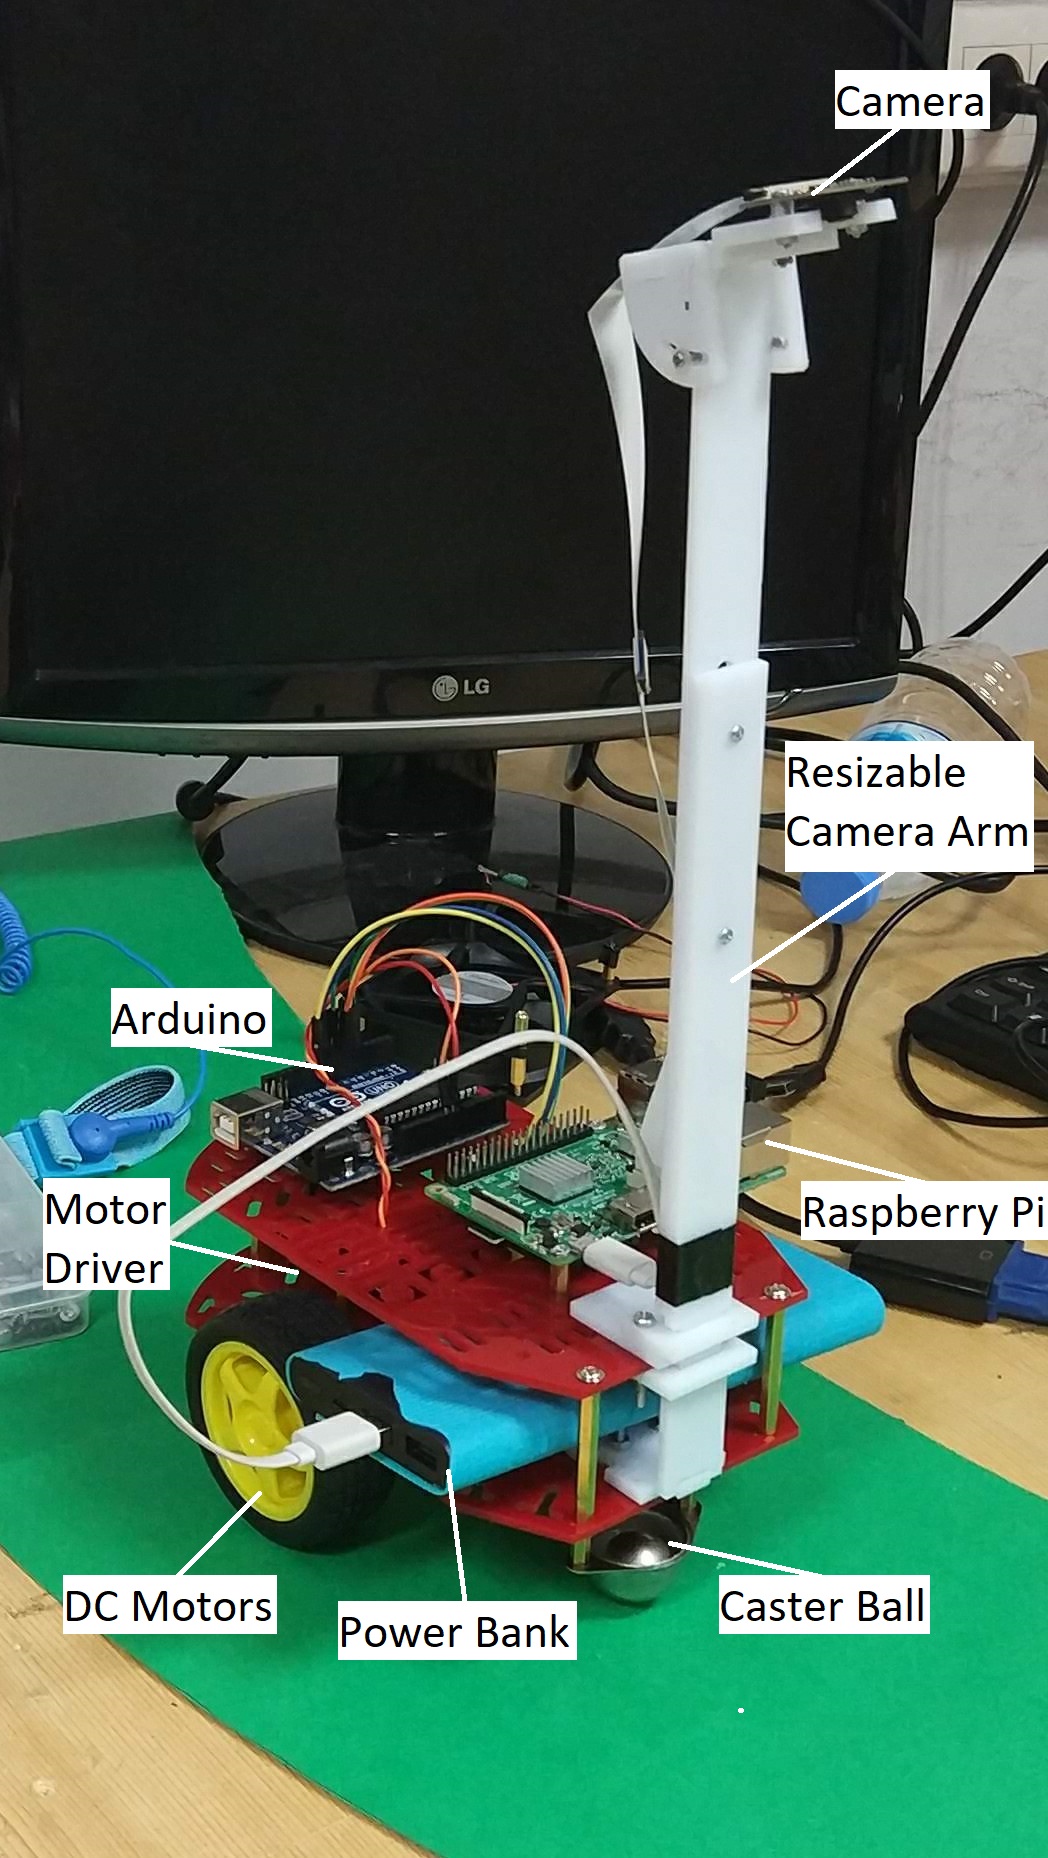 Camera
LG
Resizable
Camera Arm
Arduino
Motor
Driver
Raspberry Pi
DC Motors
Power Bank
Caster Ball